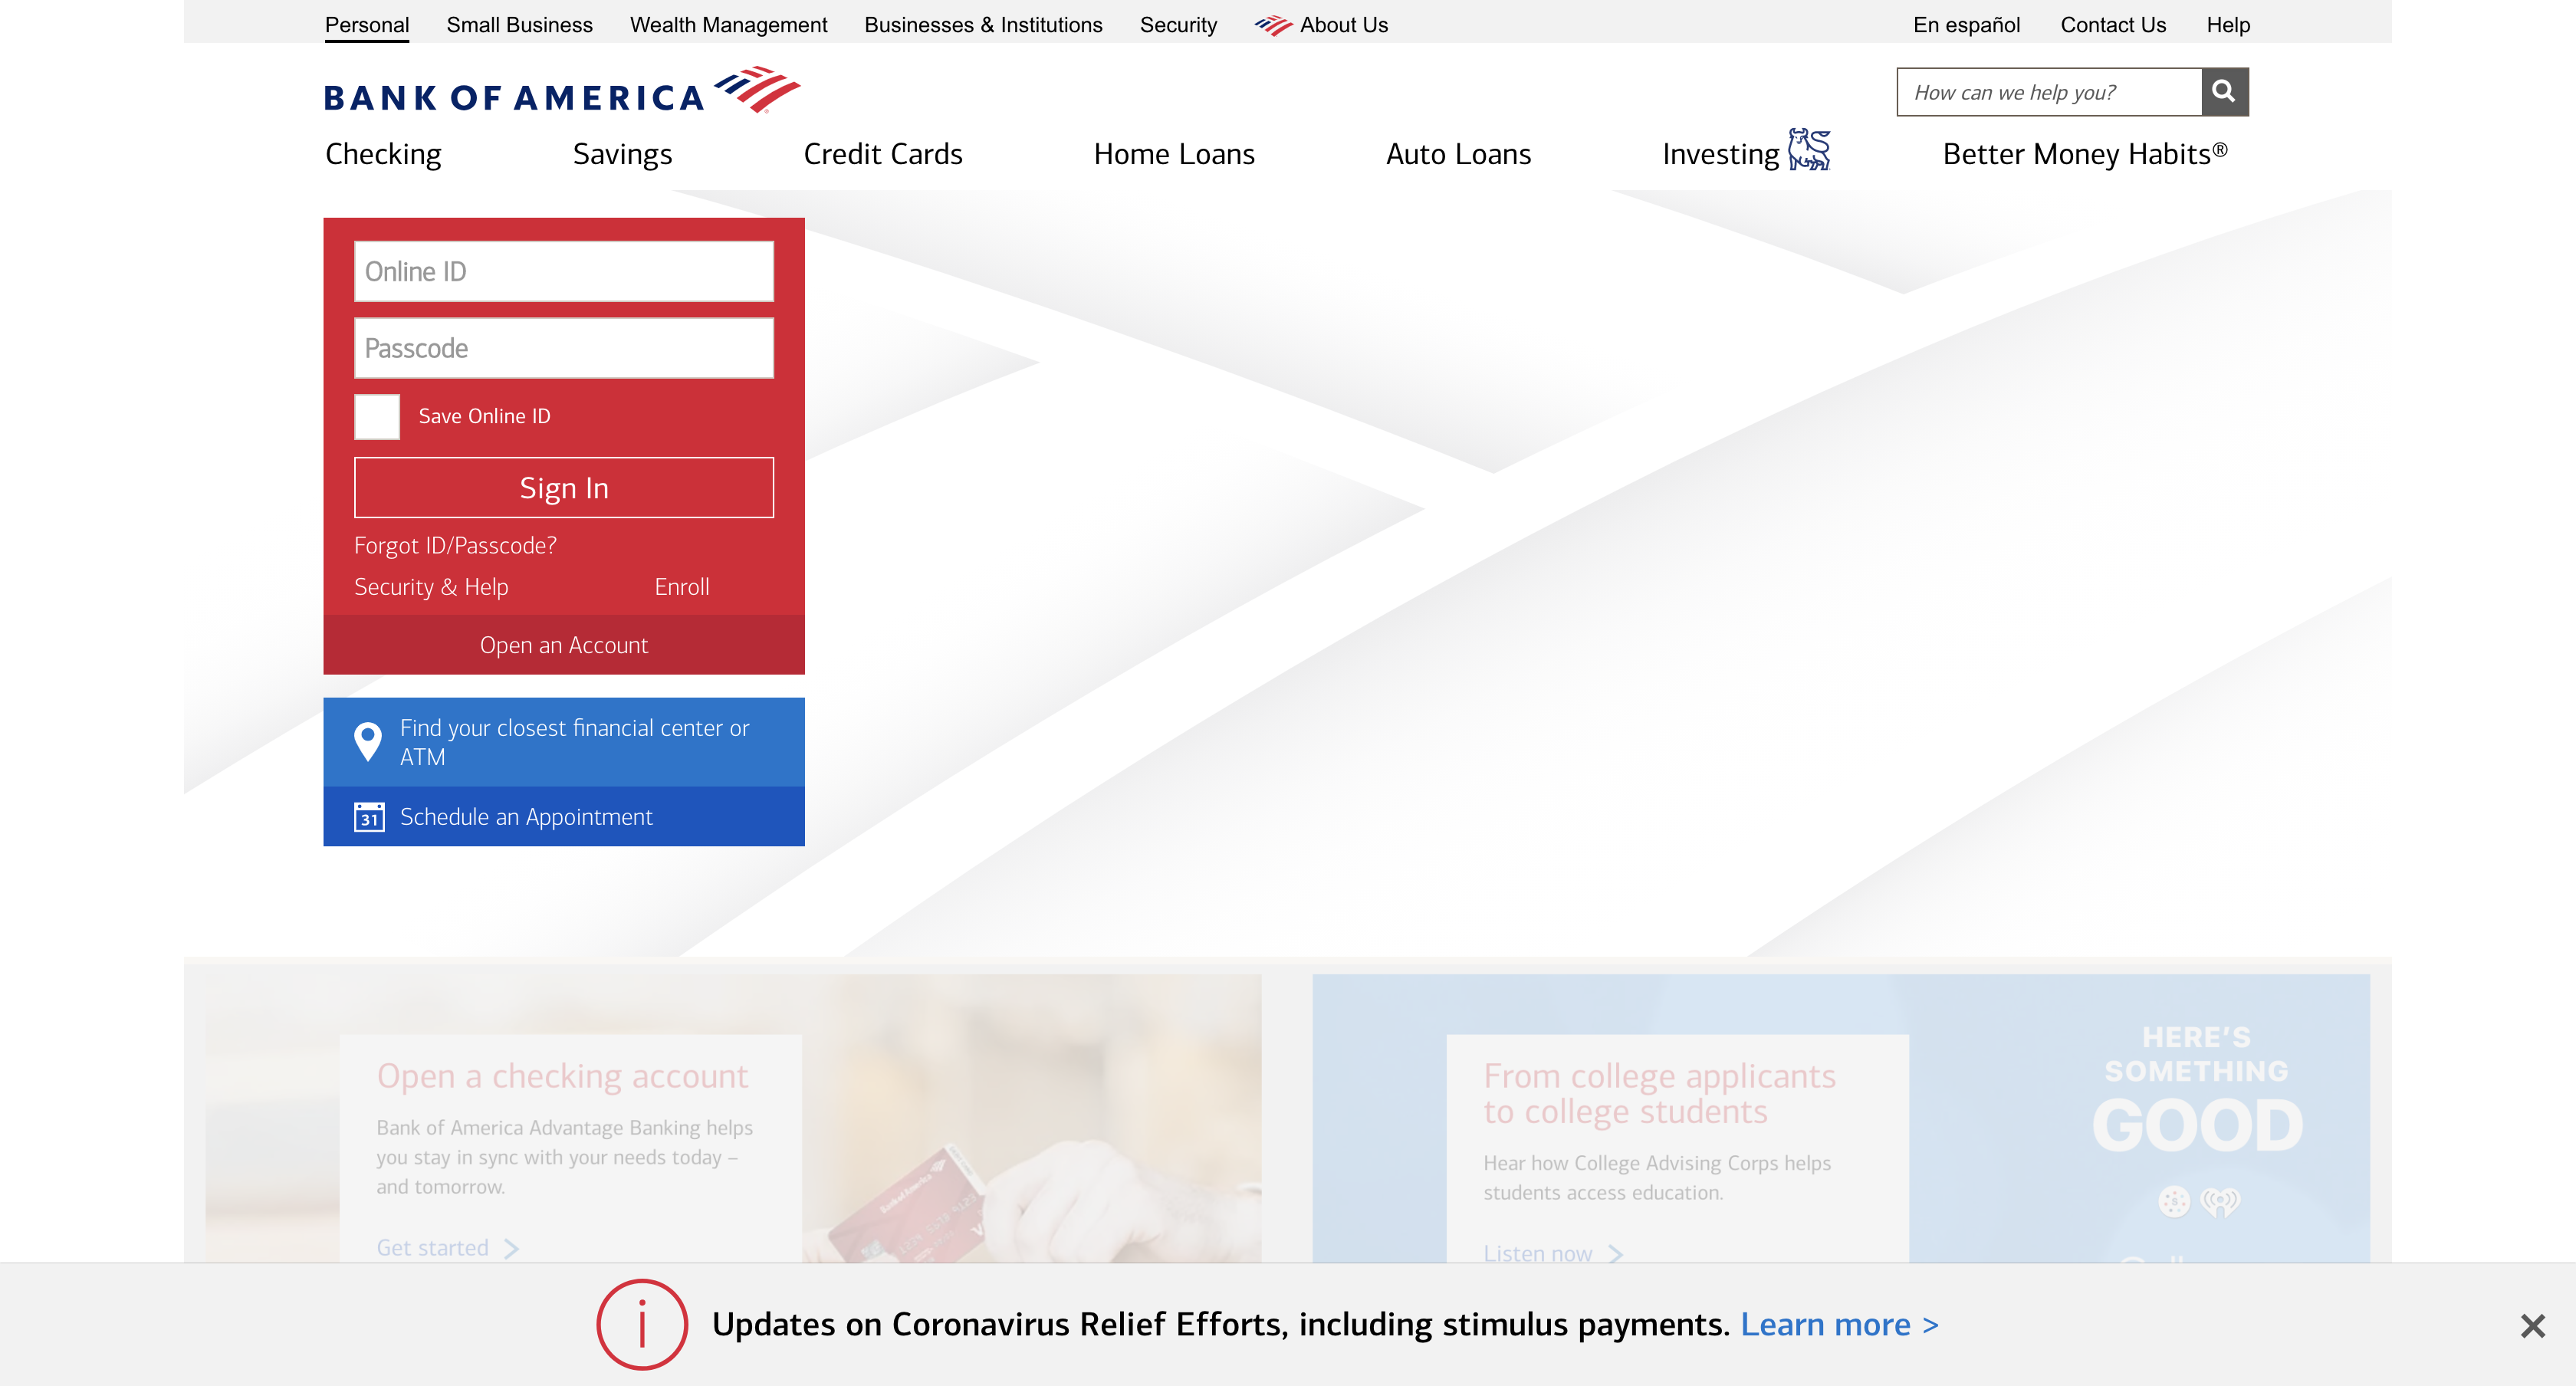 Personal Small Business Wealth Management Businesses & Institutions Security About Us En español Contact Us Help
BANK OF AMERICA
How can we help you?
Checking Savings Credit Cards Home Loans Auto Loans Investing Better Money Habits®
Online ID
Passcode
Save Online ID
Sign In
Forgot ID/Passcode?
Security & Help Enroll
Open an Account
Find your closest financial center or
ATM
31 Schedule an Appointment
Open a checking account
Bank of America Advantage Banking helps
you stay in sync with your needs today –
and tomorrow.
Get started
From college applicants
to college students
Hear how College Advising Corps helps
students access education.
Listen now
HERE'S
SOMETHING
GOOD
i Updates on Coronavirus Relief Efforts, including stimulus payments. Learn more >